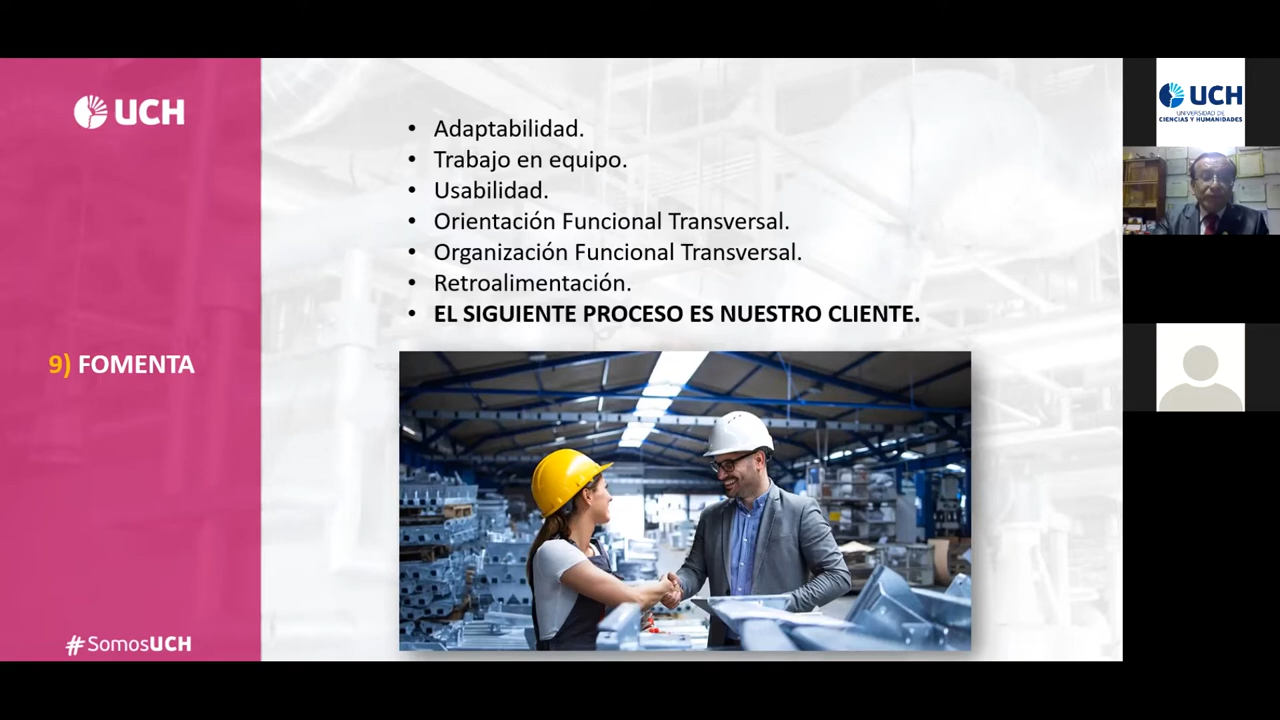 UCH
• Adaptabilidad.
• Trabajo en equipo.
• Usabilidad.
• Orientación Funcional Transversal.
• Organización Funcional Transversal.
• Retroalimentación.
• EL SIGUIENTE PROCESO ES NUESTRO CLIENTE.
9) FOMENTA
#SomosUCH
UCH
UNIVERSIDAD DE
CIENCIAS Y HUMANIDADES